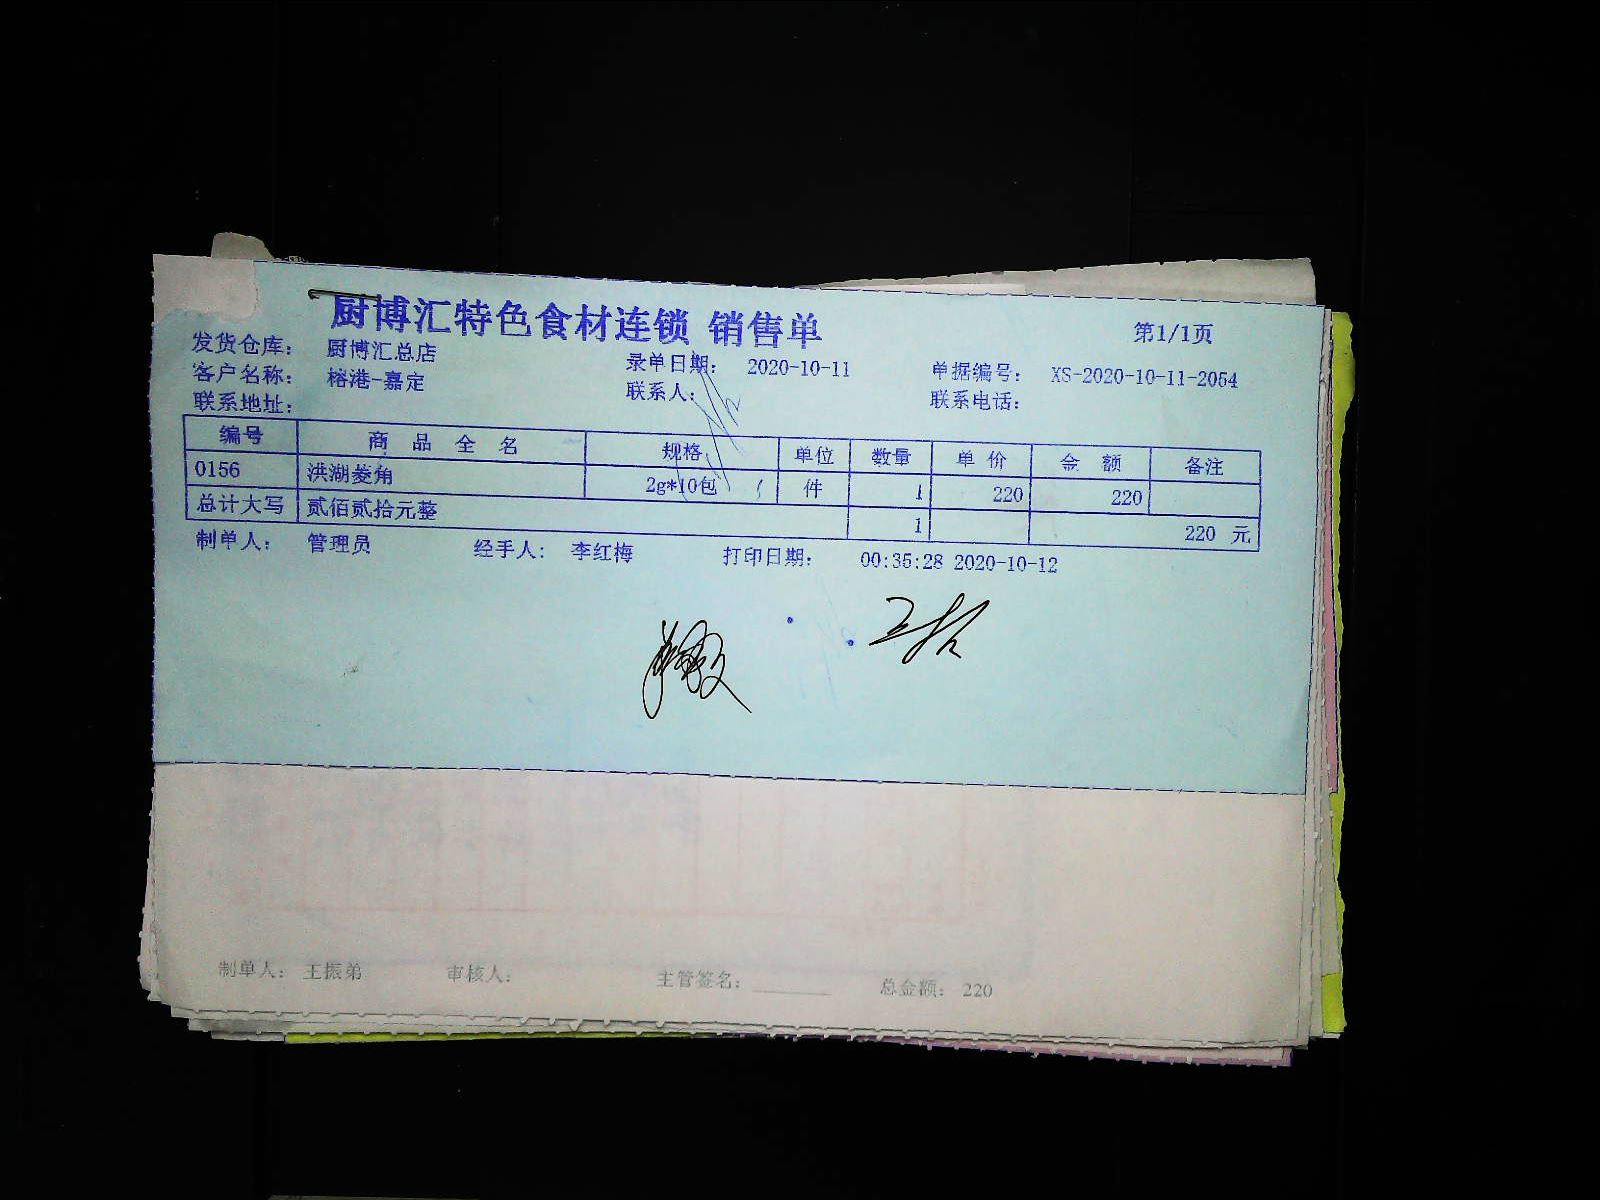 厨博汇特色食材连锁 销售单 第1/1页
发货仓库： 厨博汇总店 录单日期： 2020-10-11 单据编号： XS-2020-10-11-2054
客户名称： 榕港-嘉定 联系人： 联系电话：
联系地址：
编号 商品全名 规格 单位 数量 单价 金额 备注
0156 洪湖菱角 2g*10包 件 1 220 220
总计大写 贰佰贰拾元整 1 220 元
制单人： 管理员 经手人： 李红梅 打印日期： 00:35:28 2020-10-12
制单人： 王振弟 审核人： 主管签名： 总金额： 220